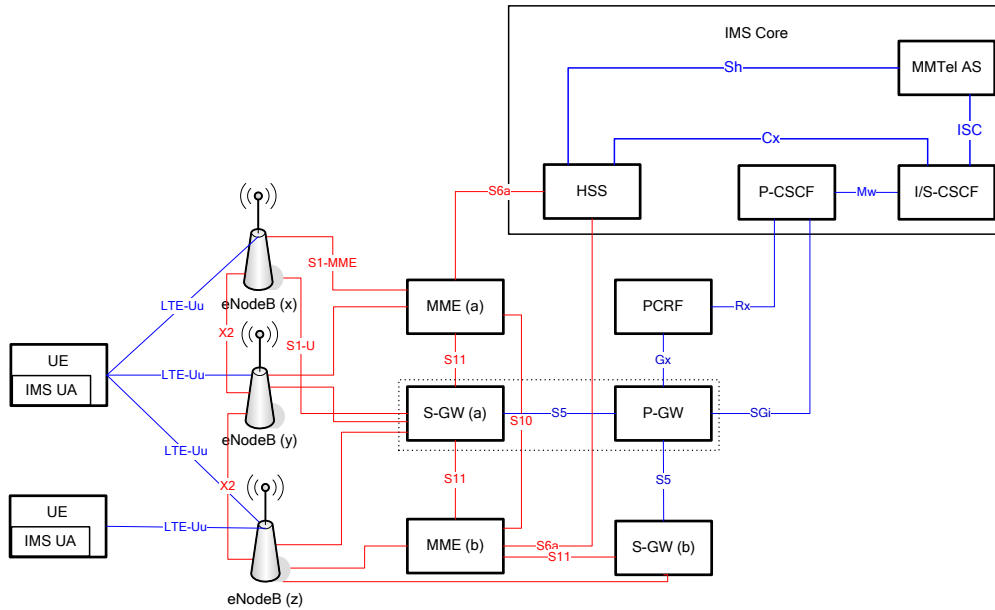 IMS Core
MMTel AS
Sh
ISC
Cx
HSS
P-CSCF
Mw
I/S-CSCF
S6a
S1-MME
eNodeB (x)
LTE-Uu
MME (a)
PCRF
Rx
X2
S1-U
UE
IMS UA
LTE-Uu
S11
Gx
S-GW (a)
S5
P-GW
SGi
S10
eNodeB (y)
LTE-Uu
X2
S11
S5
UE
IMS UA
LTE-Uu
MME (b)
S6a
S11
S-GW (b)
eNodeB (z)